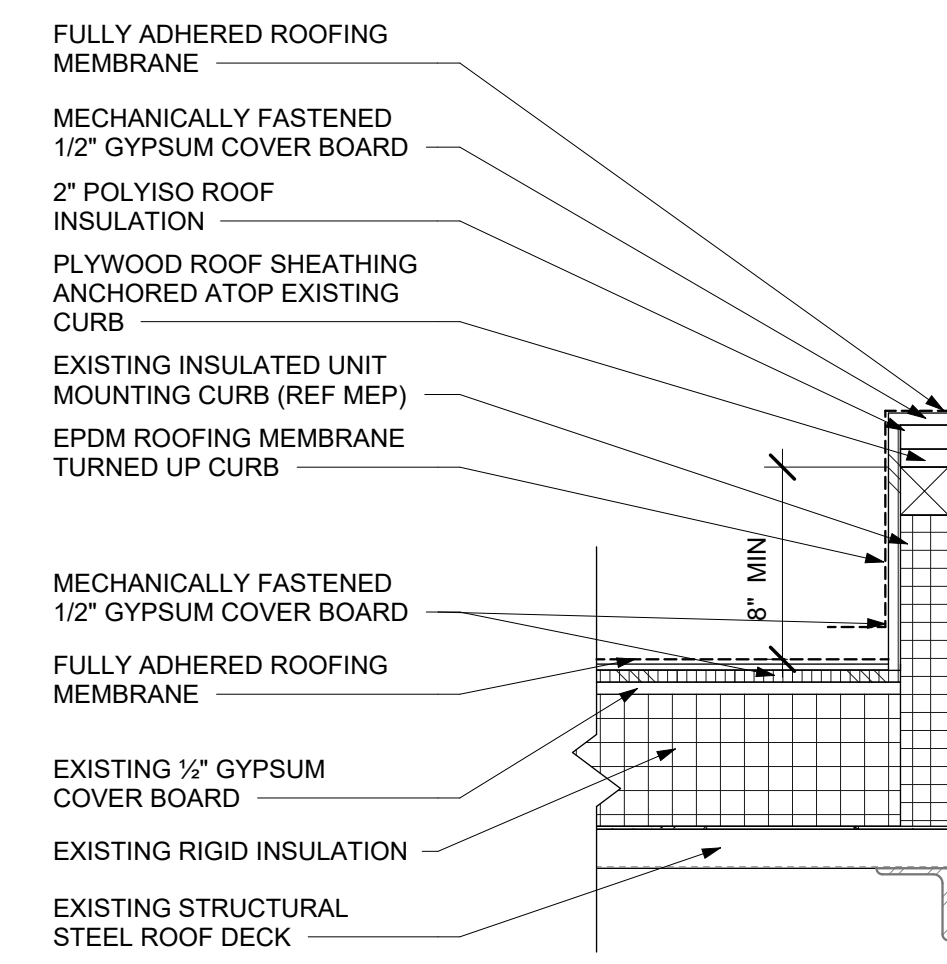 FULLY ADHERED ROOFING
MEMBRANE
MECHANICALLY FASTENED
1/2" GYPSUM COVER BOARD
2" POLYISO ROOF
INSULATION
PLYWOOD ROOF SHEATHING
ANCHORED ATOP EXISTING
CURB
EXISTING INSULATED UNIT
MOUNTING CURB (REF MEP)
EPDM ROOFING MEMBRANE
TURNED UP CURB
8" MIN
MECHANICALLY FASTENED
1/2" GYPSUM COVER BOARD
FULLY ADHERED ROOFING
MEMBRANE
EXISTING ½" GYPSUM
COVER BOARD
EXISTING RIGID INSULATION
EXISTING STRUCTURAL
STEEL ROOF DECK